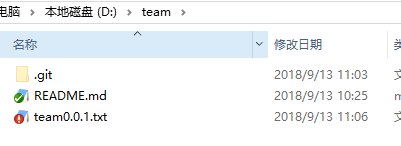 电脑 > 本地磁盘 (D:) > team >
名称 修改日期
.git 2018/9/13 11:03
README.md 2018/9/13 10:25
team0.0.1.txt 2018/9/13 11:06